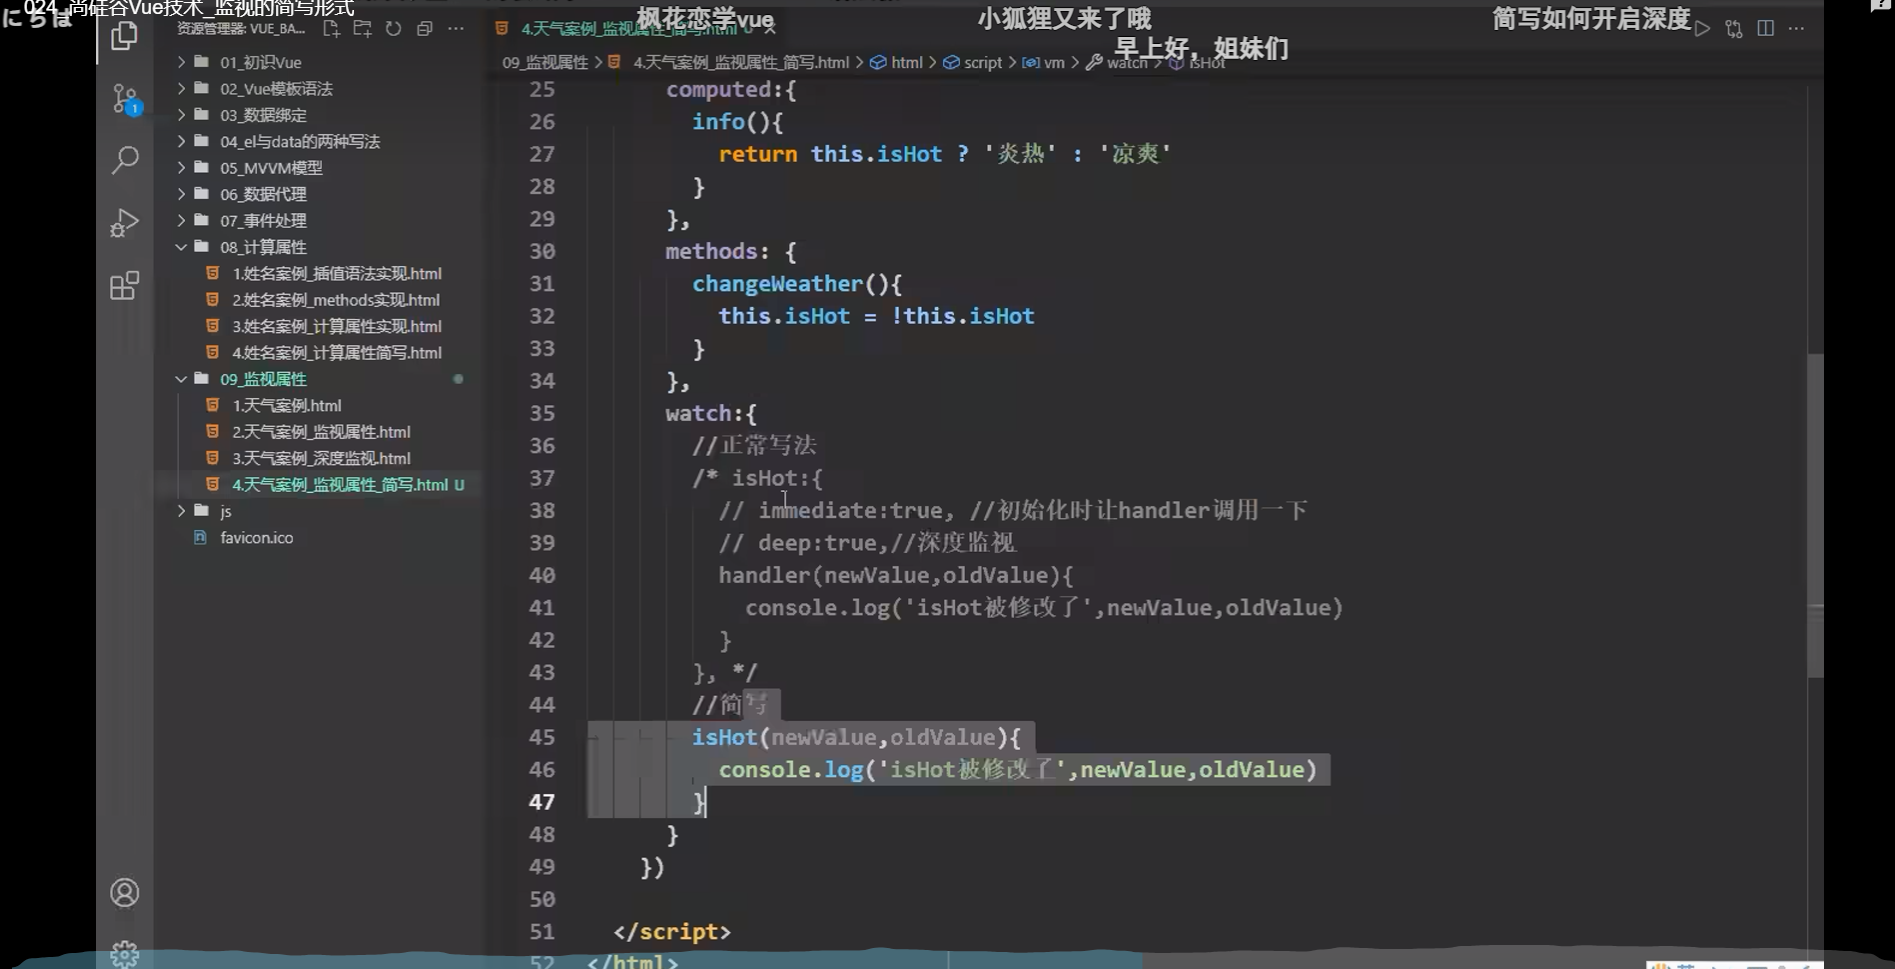 024_尚硅谷Vue技术_监视的简写形式
にちは
枫花恋学vue
小狐狸又来了哦
简写如何开启深度
早上好，姐妹们
资源管理器: VUE_BA...
4.天气案例_监视属性_简写.html U
09_监视属性 > 4.天气案例_监视属性_简写.html > html > script > vm > watch > isHot
01_初识Vue
02_Vue模板语法
03_数据绑定
04_el与data的两种写法
05_MVVM模型
06_数据代理
07_事件处理
08_计算属性
1.姓名案例_插值语法实现.html
2.姓名案例_methods实现.html
3.姓名案例_计算属性实现.html
4.姓名案例_计算属性简写.html
09_监视属性
1.天气案例.html
2.天气案例_监视属性.html
3.天气案例_深度监视.html
4.天气案例_监视属性_简写.html U
js
favicon.ico
1
25 computed:{
26 info(){
27 return this.isHot ? '炎热' : '凉爽'
28 }
29 },
30 methods: {
31 changeWeather(){
32 this.isHot = !this.isHot
33 }
34 },
35 watch:{
36 //正常写法
37 /* isHot:{
38 // immediate:true, //初始化时让handler调用一下
39 // deep:true,//深度监视
40 handler(newValue,oldValue){
41 console.log('isHot被修改了',newValue,oldValue)
42 }
43 }, */
44 //简写
45 isHot(newValue,oldValue){
46 console.log('isHot被修改了',newValue,oldValue)
47 }
48 }
49 })
50
51 </script>
52 </html>